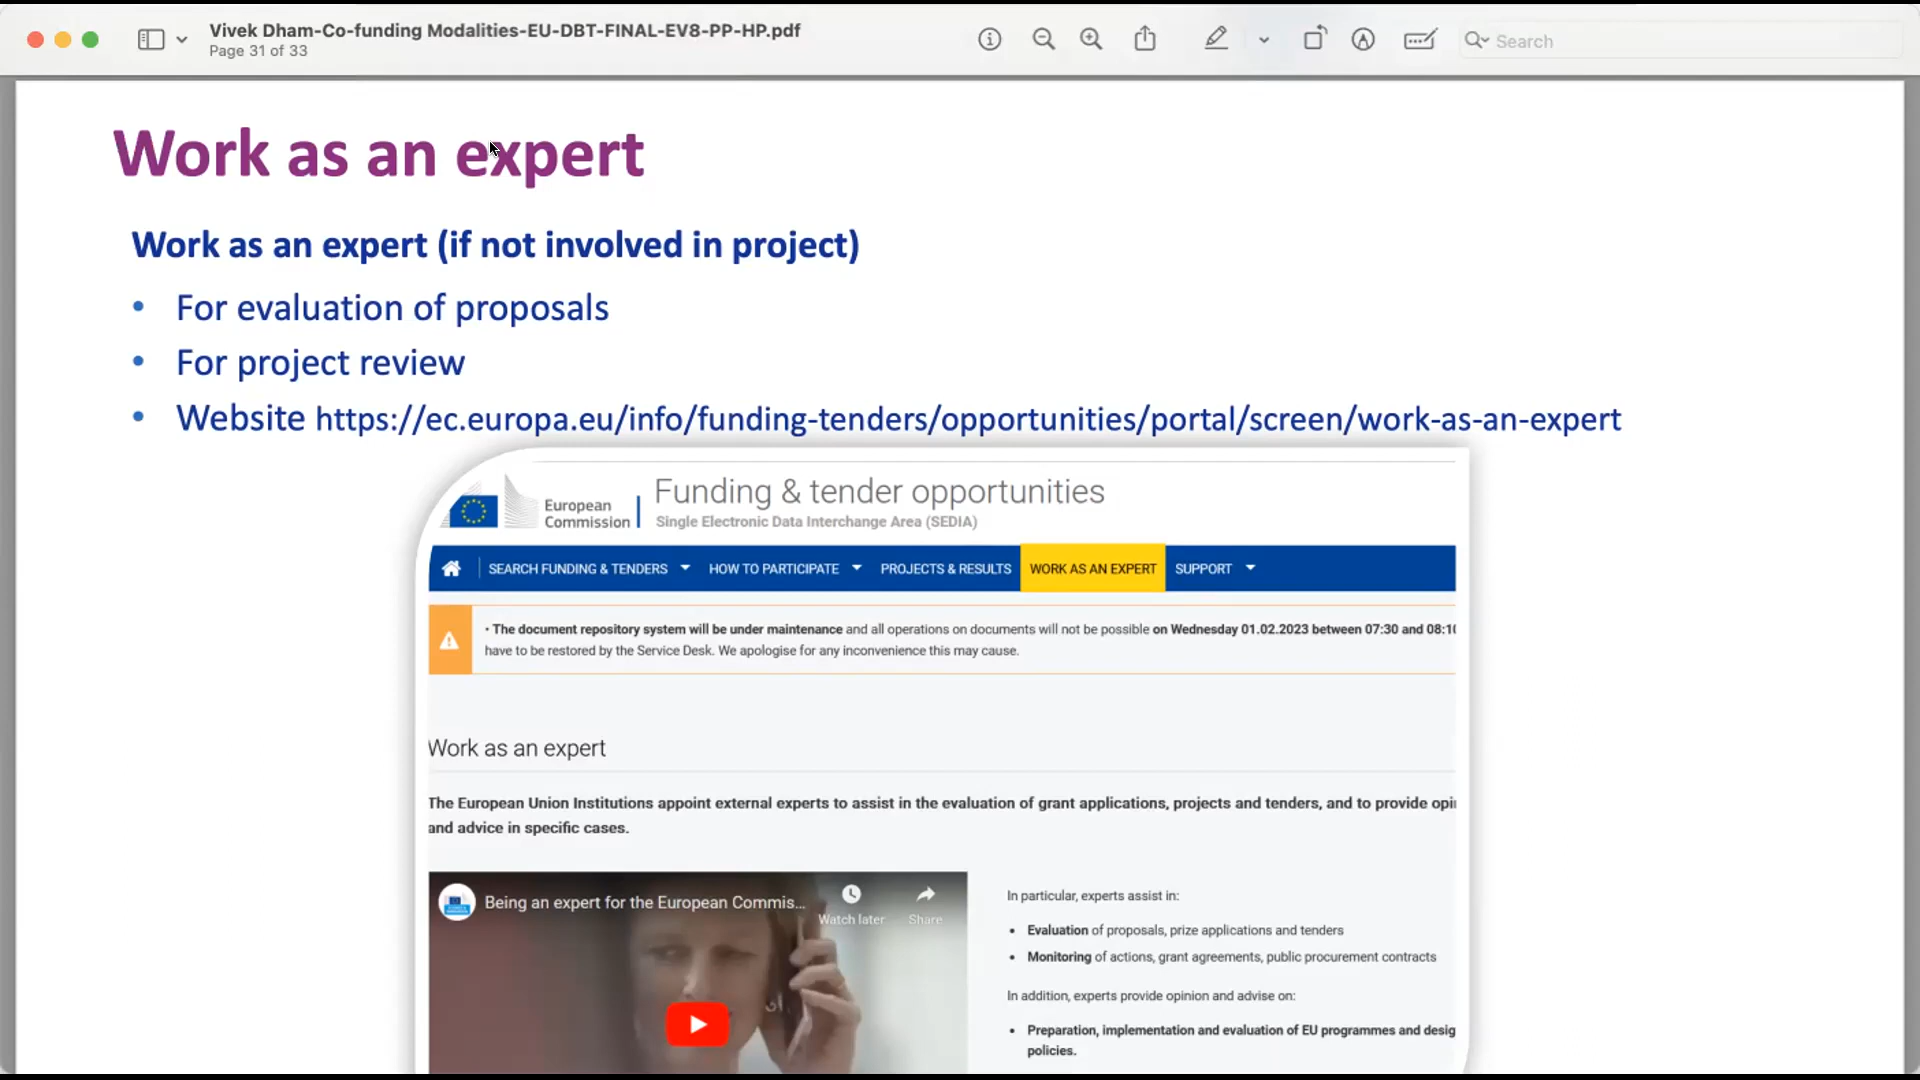 Vivek Dham-Co-funding Modalities-EU-DBT-FINAL-EV8-PP-HP.pdf
Page 31 of 33
Search
Work as an expert
Work as an expert (if not involved in project)
• For evaluation of proposals
• For project review
• Website https://ec.europa.eu/info/funding-tenders/opportunities/portal/screen/work-as-an-expert
European
Commission
Funding & tender opportunities
Single Electronic Data Interchange Area (SEDIA)
SEARCH FUNDING & TENDERS HOW TO PARTICIPATE PROJECTS & RESULTS WORK AS AN EXPERT SUPPORT
• The document repository system will be under maintenance and all operations on documents will not be possible on Wednesday 01.02.2023 between 07:30 and 08:10
have to be restored by the Service Desk. We apologise for any inconvenience this may cause.
Work as an expert
The European Union Institutions appoint external experts to assist in the evaluation of grant applications, projects and tenders, and to provide opi
and advice in specific cases.
Being an expert for the European Commis...
Watch later Share
In particular, experts assist in:
• Evaluation of proposals, prize applications and tenders
• Monitoring of actions, grant agreements, public procurement contracts
In addition, experts provide opinion and advise on:
• Preparation, implementation and evaluation of EU programmes and desig
policies.